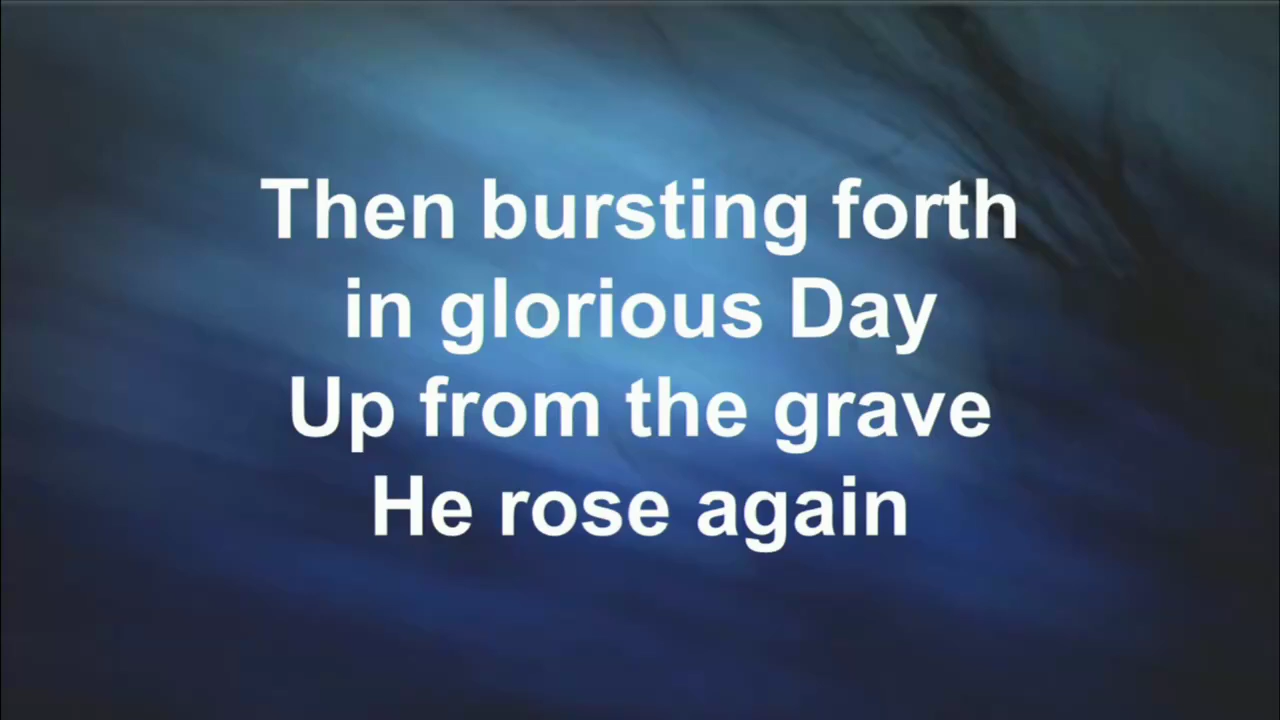 Then bursting forth
in glorious Day
Up from the grave
He rose again